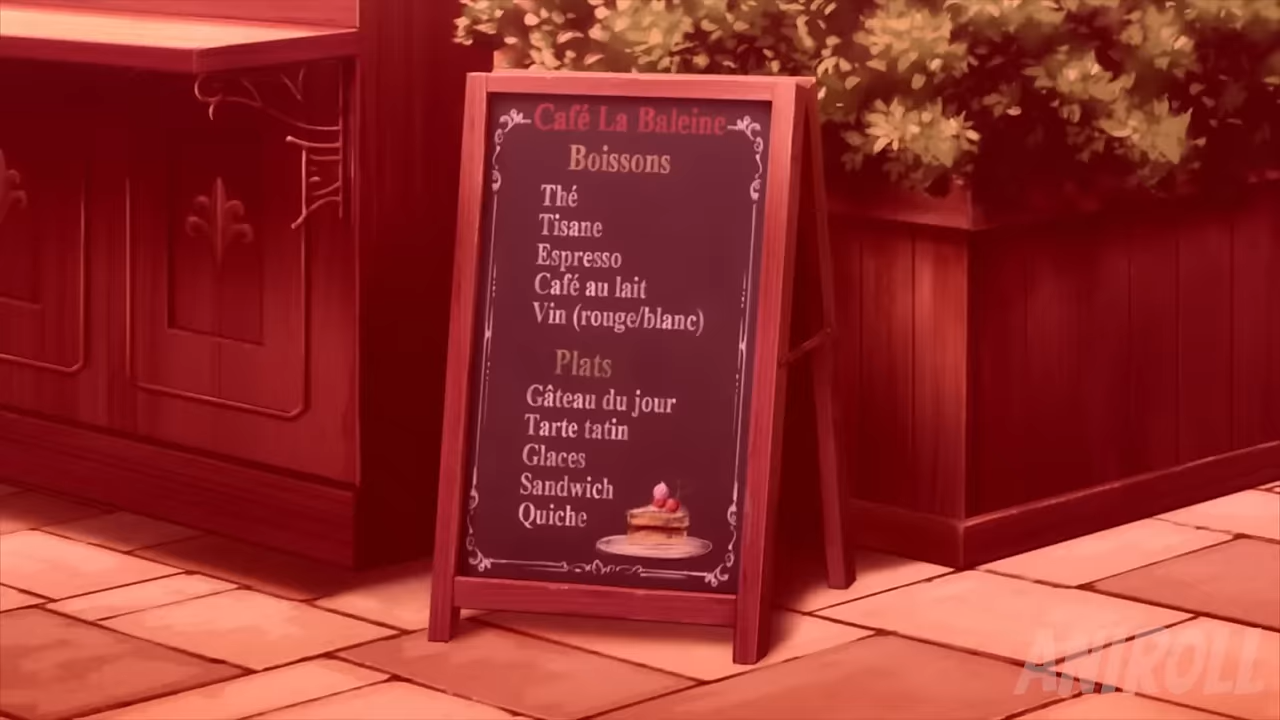 Café La Baleine
Boissons
Thé
Tisane
Espresso
Café au lait
Vin (rouge/blanc)
Plats
Gâteau du jour
Tarte tatin
Glaces
Sandwich
Quiche
ANIROLL